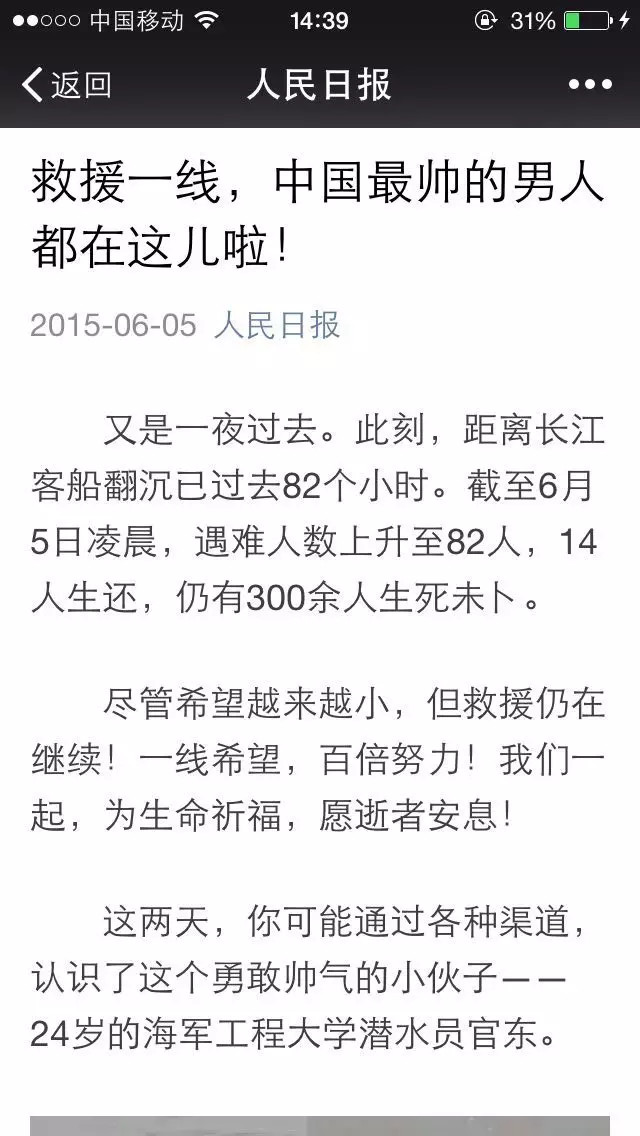 中国移动 14:39 31%
返回 人民日报
救援一线，中国最帅的男人
都在这儿啦！
2015-06-05 人民日报
又是一夜过去。此刻，距离长江
客船翻沉已过去82个小时。截至6月
5日凌晨，遇难人数上升至82人，14
人生还，仍有300余人生死未卜。
尽管希望越来越小，但救援仍在
继续！一线希望，百倍努力！我们一
起，为生命祈福，愿逝者安息！
这两天，你可能通过各种渠道，
认识了这个勇敢帅气的小伙子——
24岁的海军工程大学潜水员官东。